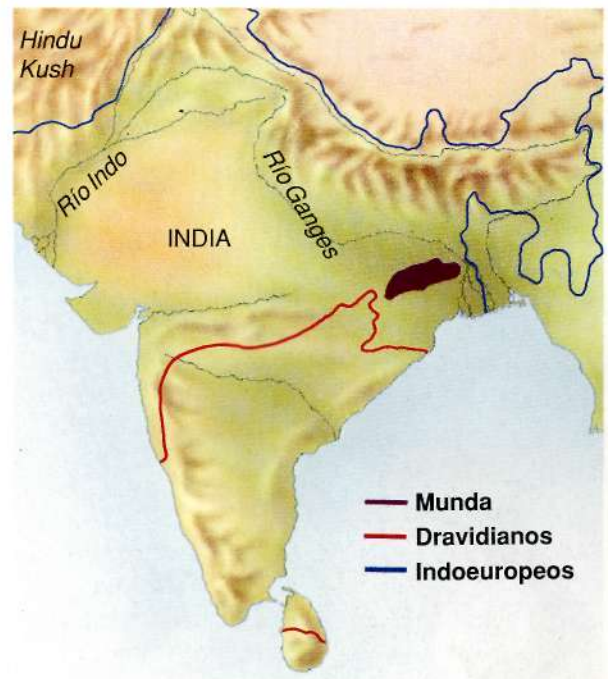 Hindu
Kush
Río Indo
Río Ganges
INDIA
Munda
Dravidianos
Indoeuropeos